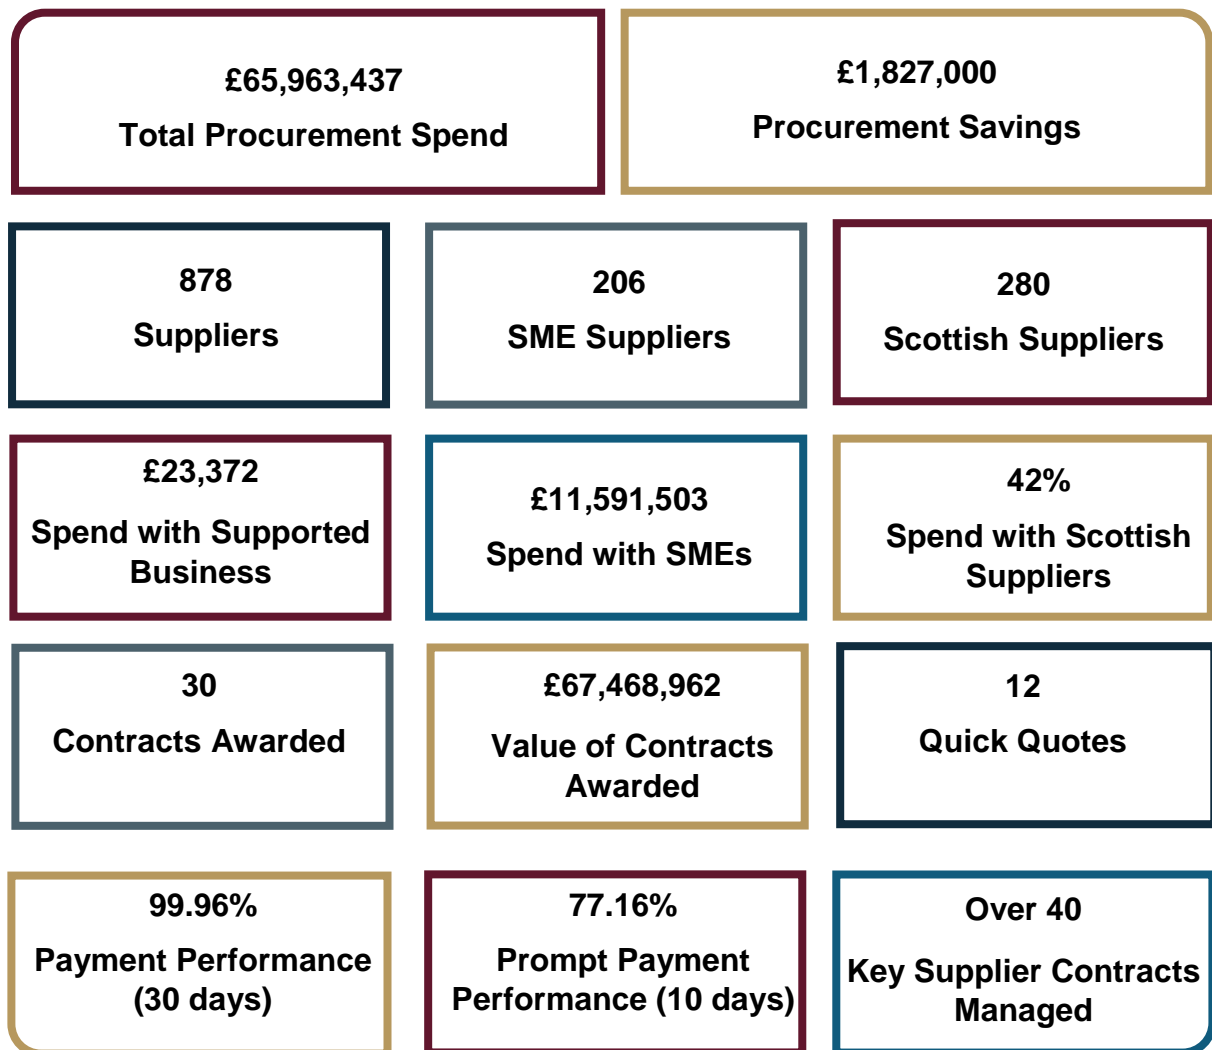 £65,963,437
Total Procurement Spend
£1,827,000
Procurement Savings
878
Suppliers
206
SME Suppliers
280
Scottish Suppliers
£23,372
Spend with Supported
Business
£11,591,503
Spend with SMEs
42%
Spend with Scottish
Suppliers
30
Contracts Awarded
£67,468,962
Value of Contracts
Awarded
12
Quick Quotes
99.96%
Payment Performance
(30 days)
77.16%
Prompt Payment
Performance (10 days)
Over 40
Key Supplier Contracts
Managed